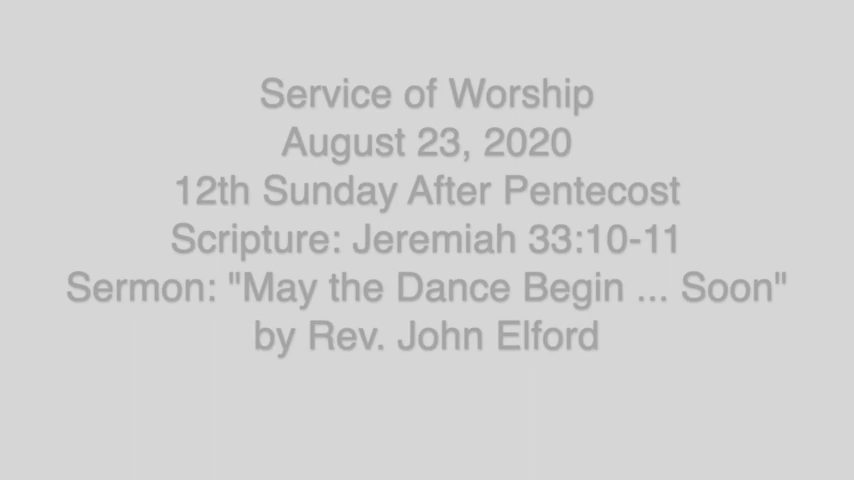 Service of Worship
August 23, 2020
12th Sunday After Pentecost
Scripture: Jeremiah 33:10-11
Sermon: "May the Dance Begin ... Soon"
by Rev. John Elford